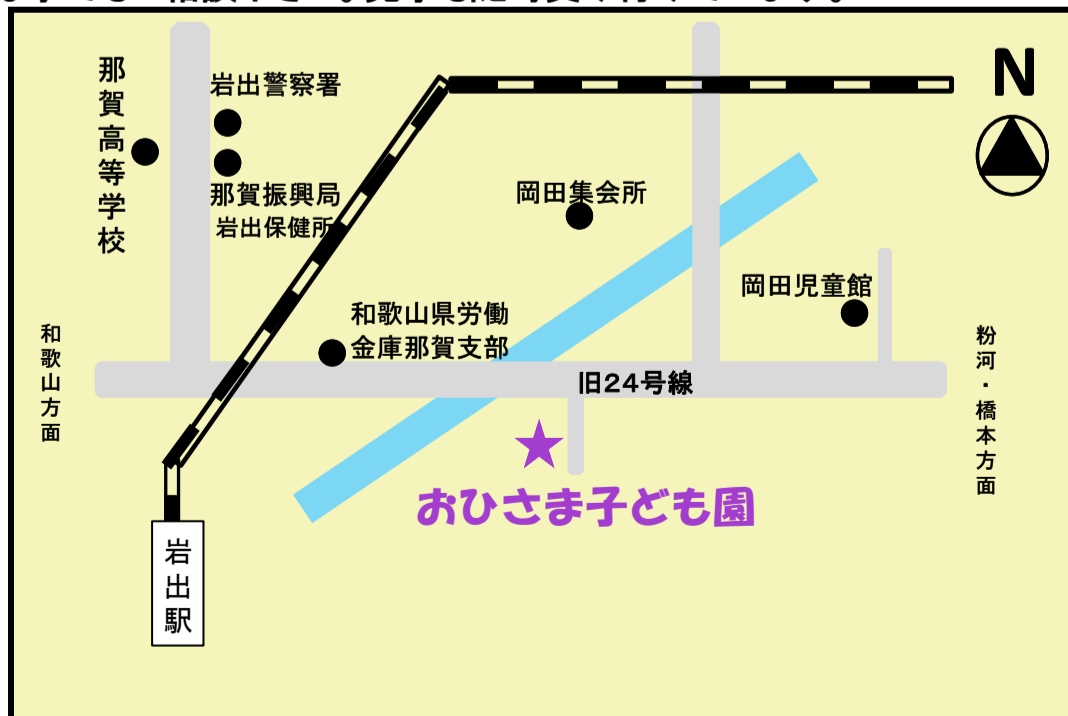 那賀高等学校
岩出警察署
那賀振興局
岩出保健所
岡田集会所
N
岡田児童館
和歌山県労働
金庫那賀支部
和歌山方面
旧24号線
粉河・橋本方面
おひさま子ども園
岩出駅